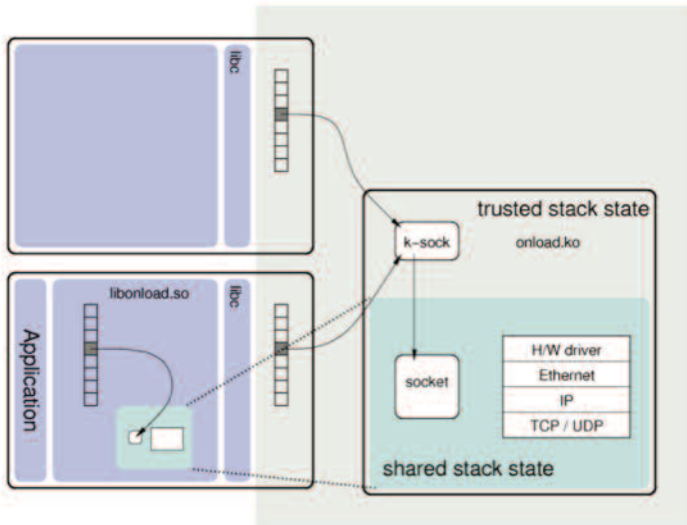 libc
trusted stack state
k-sock
onload.ko
libonload.so
libc
Application
H/W driver
Ethernet
socket
IP
TCP / UDP
shared stack state